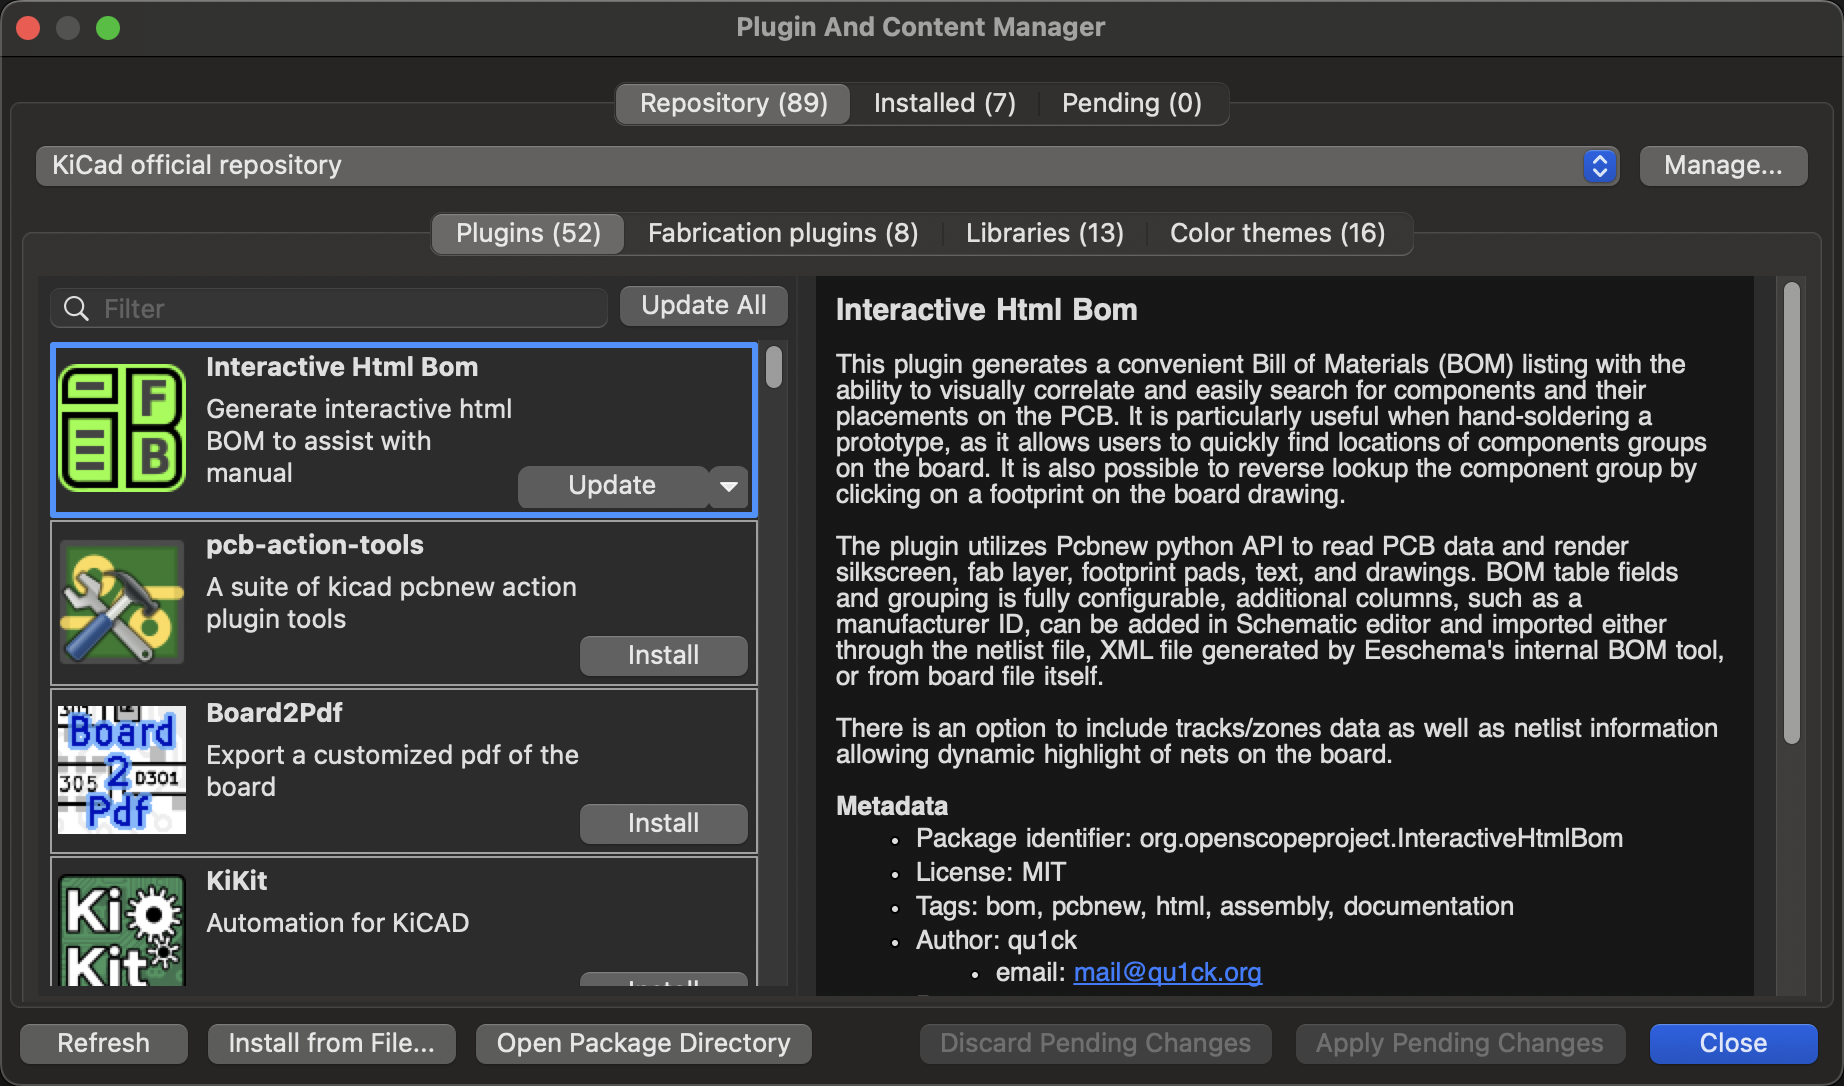 Plugin And Content Manager
Repository (89)
Installed (7)
Pending (0)
KiCad official repository
Manage...
Plugins (52)
Fabrication plugins (8)
Libraries (13)
Color themes (16)
Filter
Update All
Interactive Html Bom
Generate interactive html
BOM to assist with
manual
Update
F
B
pcb-action-tools
A suite of kicad pcbnew action
plugin tools
Install
Board2Pdf
Export a customized pdf of the
board
Install
Board
2
305
D301
Pdf
KiKit
Automation for KiCAD
Install
Ki
Kit
Interactive Html Bom
This plugin generates a convenient Bill of Materials (BOM) listing with the
ability to visually correlate and easily search for components and their
placements on the PCB. It is particularly useful when hand-soldering a
prototype, as it allows users to quickly find locations of components groups
on the board. It is also possible to reverse lookup the component group by
clicking on a footprint on the board drawing.
The plugin utilizes Pcbnew python API to read PCB data and render
silkscreen, fab layer, footprint pads, text, and drawings. BOM table fields
and grouping is fully configurable, additional columns, such as a
manufacturer ID, can be added in Schematic editor and imported either
through the netlist file, XML file generated by Eeschema's internal BOM tool,
or from board file itself.
There is an option to include tracks/zones data as well as netlist information
allowing dynamic highlight of nets on the board.
Metadata
• Package identifier: org.openscopeproject.InteractiveHtmlBom
• License: MIT
• Tags: bom, pcbnew, html, assembly, documentation
• Author: qu1ck
• email: mail@qu1ck.org
Refresh
Install from File...
Open Package Directory
Discard Pending Changes
Apply Pending Changes
Close